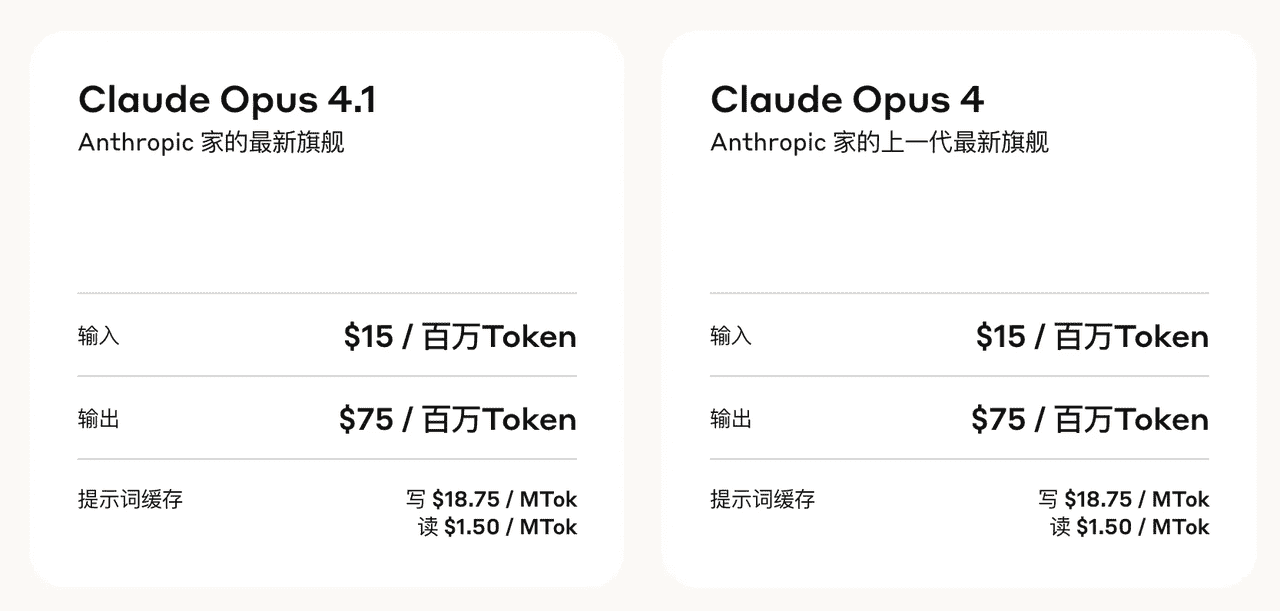 Claude Opus 4.1
Anthropic 家的最新旗舰
输入
$15 / 百万Token
输出
$75 / 百万Token
提示词缓存
写 $18.75 / MTok
读 $1.50 / MTok
Claude Opus 4
Anthropic 家的上一代最新旗舰
输入
$15 / 百万Token
输出
$75 / 百万Token
提示词缓存
写 $18.75 / MTok
读 $1.50 / MTok